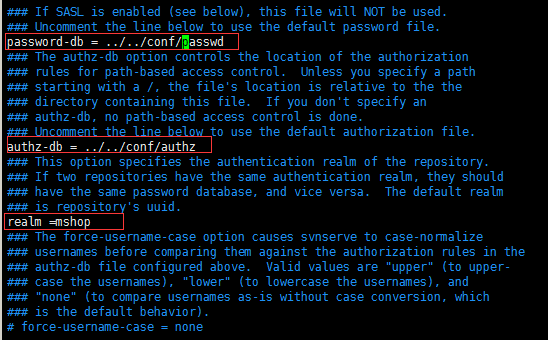 ### If SASL is enabled (see below), this file will NOT be used.
### Uncomment the line below to use the default password file.
password-db = ../../conf/passwd
### The authz-db option controls the location of the authorization
### rules for path-based access control.  Unless you specify a path
### starting with a /, the file's location is relative to the the
### directory containing this file.  If you don't specify an
### authz-db, no path-based access control is done.
### Uncomment the line below to use the default authorization file.
authz-db = ../../conf/authz
### This option specifies the authentication realm of the repository.
### If two repositories have the same authentication realm, they should
### have the same password database, and vice versa.  The default realm
### is repository's uuid.
realm =mshop
### The force-username-case option causes svnserve to case-normalize
### usernames before comparing them against the authorization rules in the
### authz-db file configured above.  Valid values are "upper" (to upper-
### case the usernames), "lower" (to lowercase the usernames), and
### "none" (to compare usernames as-is without case conversion, which
### is the default behavior).
# force-username-case = none